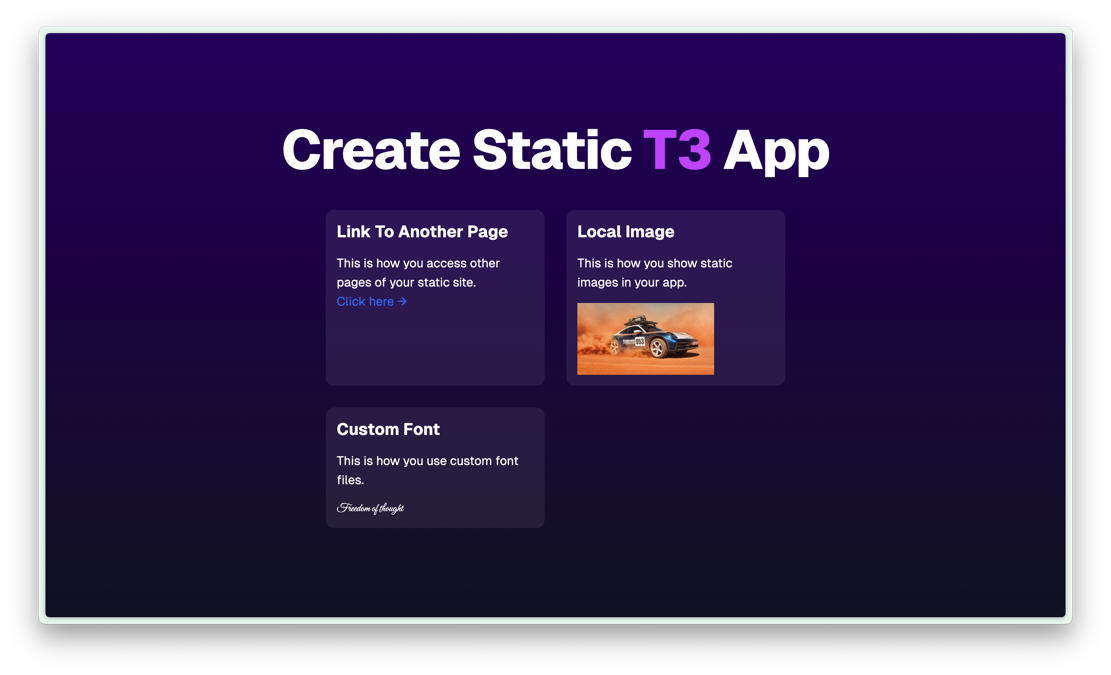 Create Static T3 App
Link To Another Page
This is how you access other
pages of your static site.
Click here →
Local Image
This is how you show static
images in your app.
053
Custom Font
This is how you use custom font
files.
Freedom of thought